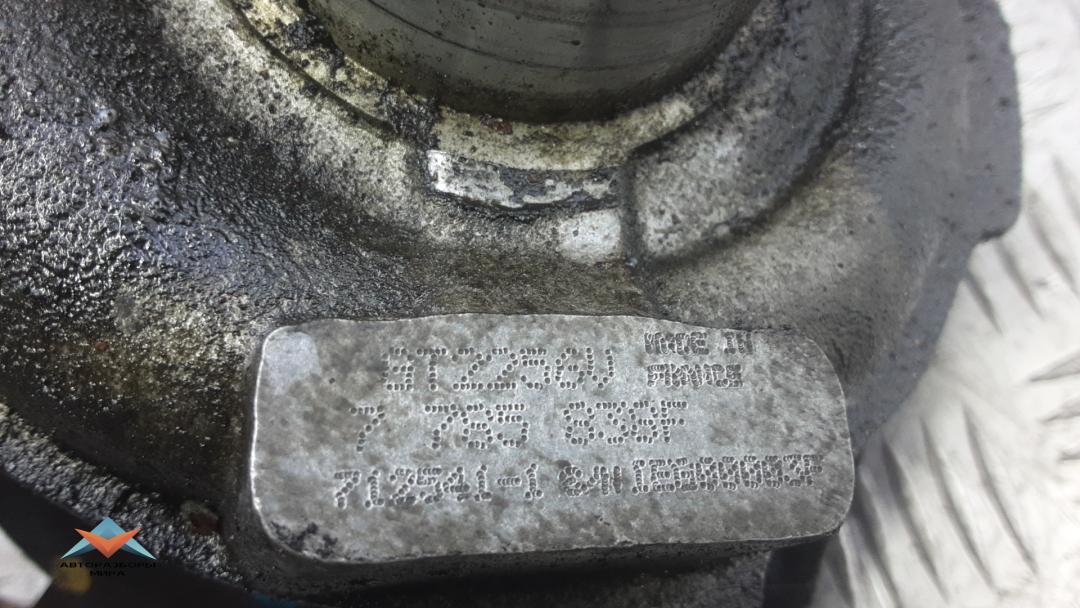 GT2256V MADE IN
FRANCE
7 785 838F
712541-1
АВТОРАЗБОРЫ
МИРА